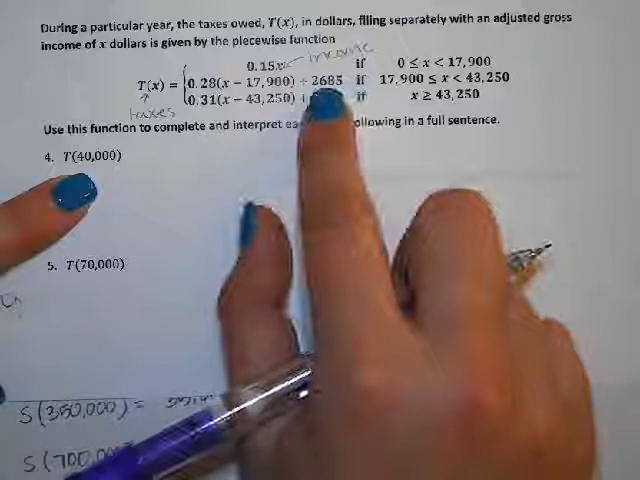 During a particular year, the taxes owed, T(x), in dollars, filing separately with an adjusted gross
income of x dollars is given by the piecewise function
0.15x income if 0 ≤ x < 17,900
T(x) = 0.28(x − 17,900) + 2685 if 17,900 ≤ x < 43,250
0.31(x − 43,250) + if x ≥ 43,250
taxes
Use this function to complete and interpret ollowing in a full sentence.
4. T(40,000)
5. T(70,000)
S(350,000) =
S(700,00